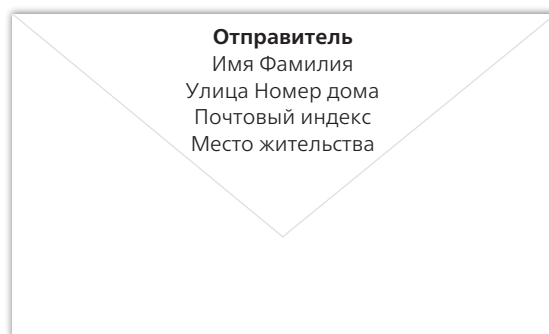 Отправитель
Имя Фамилия
Улица Номер дома
Почтовый индекс
Место жительства